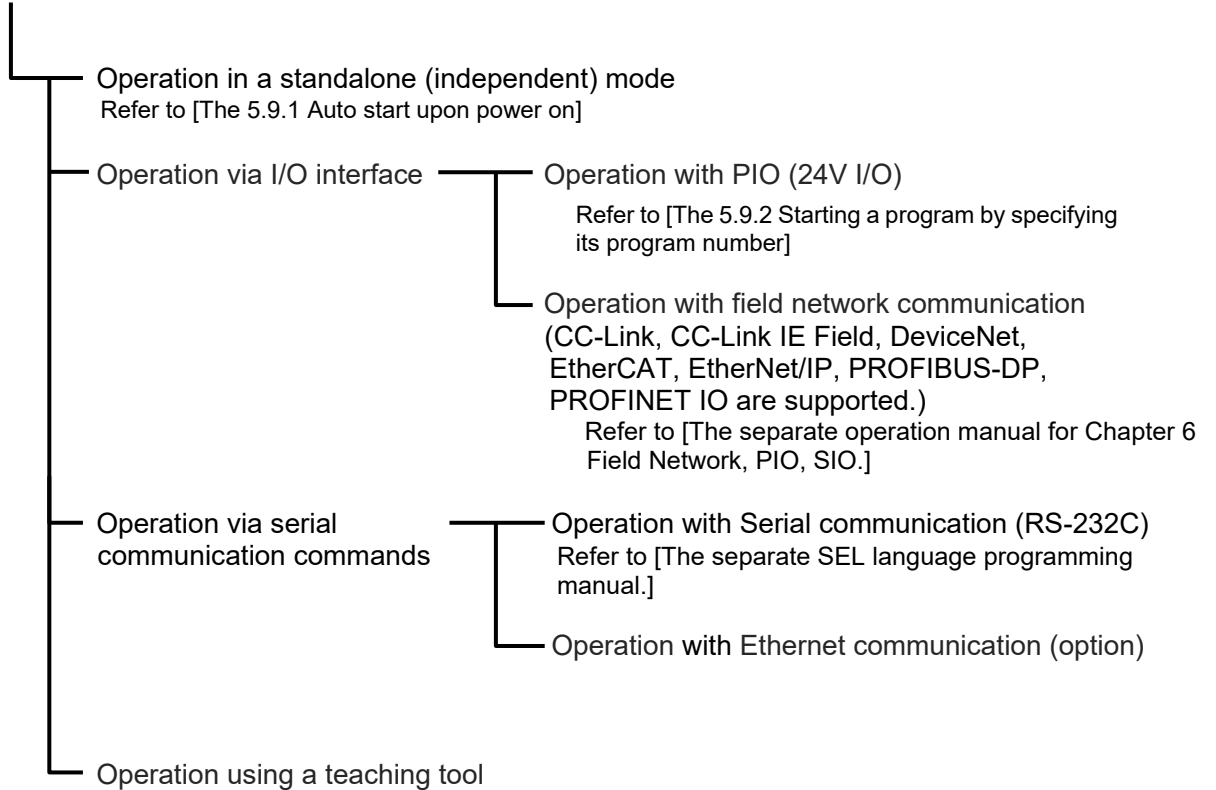 Operation in a standalone (independent) mode
Refer to [The 5.9.1 Auto start upon power on]
Operation via I/O interface
Operation with PIO (24V I/O)
Refer to [The 5.9.2 Starting a program by specifying
its program number]
Operation with field network communication
(CC-Link, CC-Link IE Field, DeviceNet,
EtherCAT, EtherNet/IP, PROFIBUS-DP,
PROFINET IO are supported.)
Refer to [The separate operation manual for Chapter 6
Field Network, PIO, SIO.]
Operation via serial
communication commands
Operation with Serial communication (RS-232C)
Refer to [The separate SEL language programming
manual.]
Operation with Ethernet communication (option)
Operation using a teaching tool